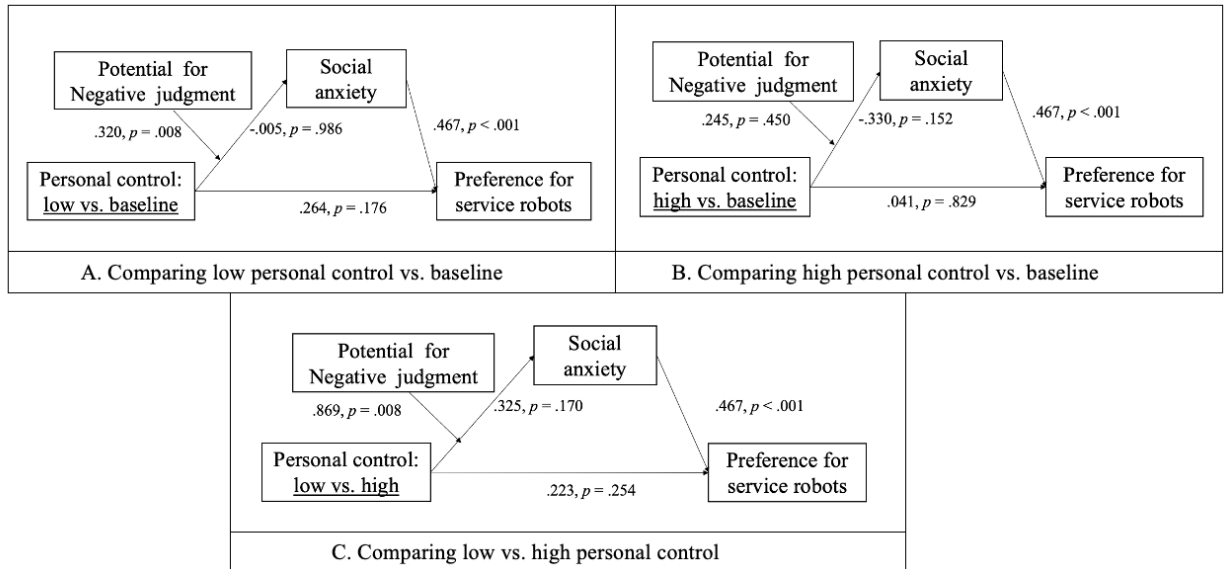 Potential for
Negative judgment
Social
anxiety
.320, p = .008
-.005, p = .986
.467, p < .001
Personal control:
low vs. baseline
Preference for
service robots
.264, p = .176
A. Comparing low personal control vs. baseline
Potential for
Negative judgment
Social
anxiety
.245, p = .450
-.330, p = .152
.467, p < .001
Personal control:
high vs. baseline
Preference for
service robots
.041, p = .829
B. Comparing high personal control vs. baseline
Potential for
Negative judgment
Social
anxiety
.869, p = .008
.325, p = .170
.467, p < .001
Personal control:
low vs. high
Preference for
service robots
.223, p = .254
C. Comparing low vs. high personal control